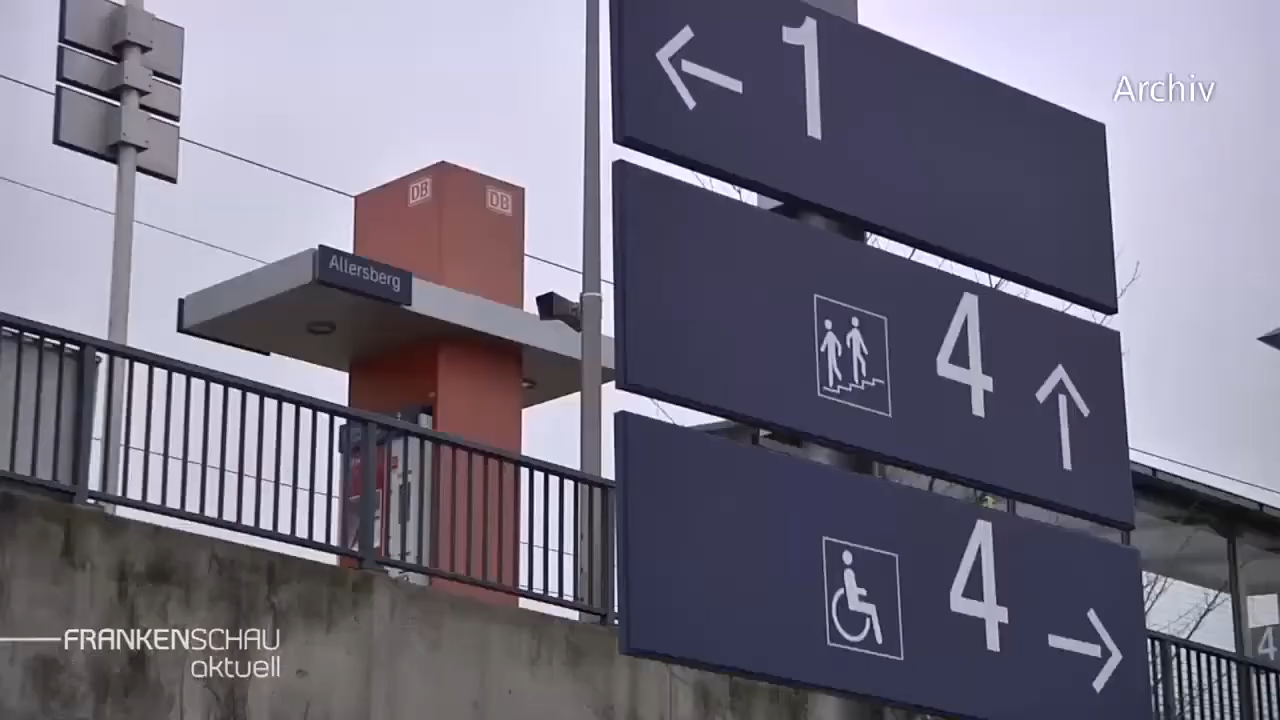 1
Archiv
DB DB
Allersberg
4
4
4
FRANKENSCHAU
aktuell